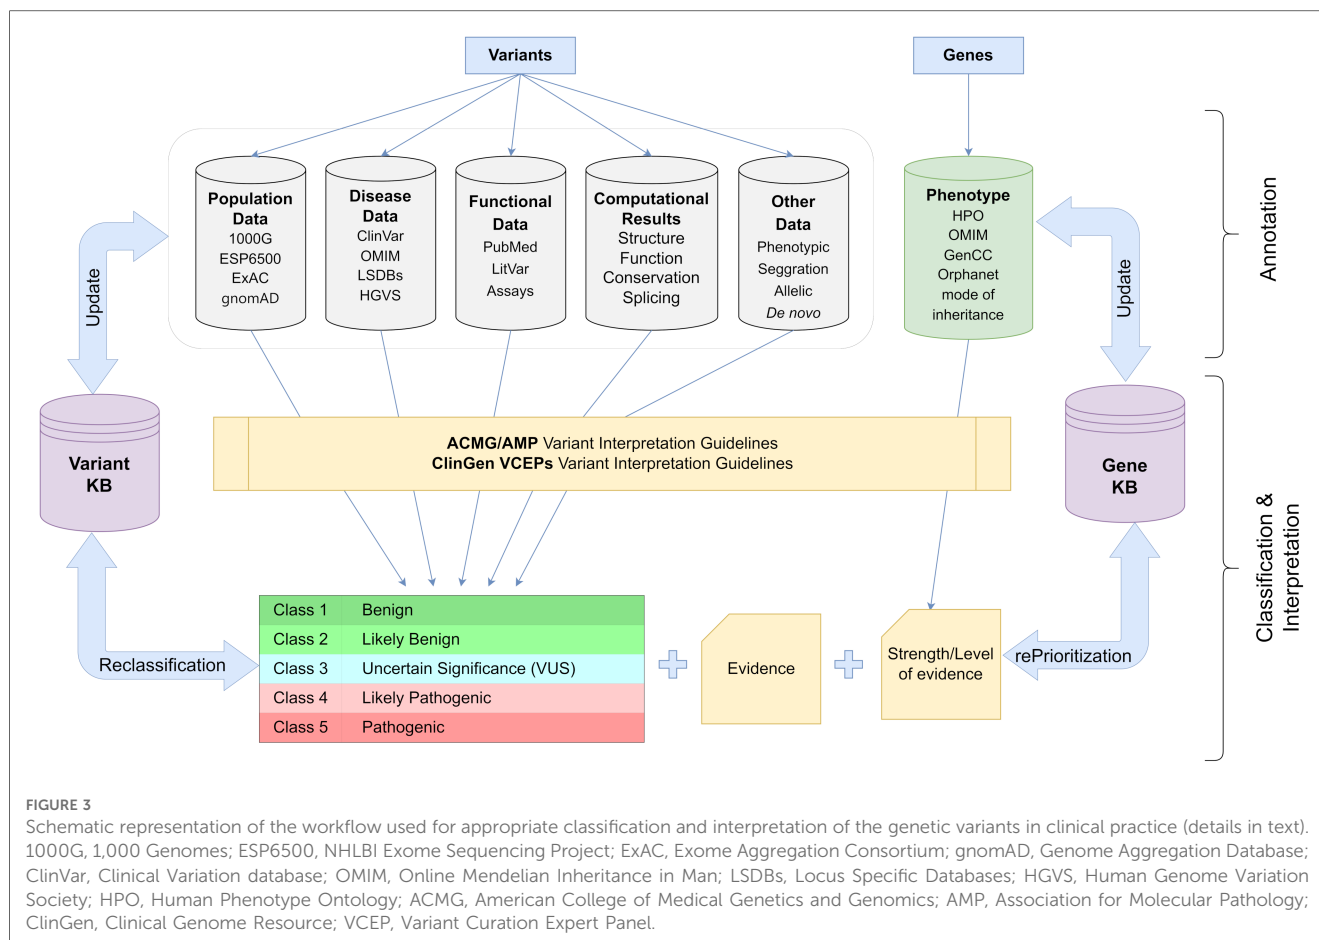 Variants
Genes
Population
Data
1000G
ESP6500
ExAC
gnomAD
Disease
Data
ClinVar
OMIM
LSDBs
HGVS
Functional
Data
PubMed
LitVar
Assays
Computational
Results
Structure
Function
Conservation
Splicing
Other
Data
Phenotypic
Seggration
Allelic
De novo
Phenotype
HPO
OMIM
GenCC
Orphanet
mode of
inheritance
Update
Update
Annotation
Variant
KB
ACMG/AMP Variant Interpretation Guidelines
ClinGen VCEPs Variant Interpretation Guidelines
Gene
KB
Classification &
Interpretation
Reclassification
Class 1 Benign
Class 2 Likely Benign
Class 3 Uncertain Significance (VUS)
Class 4 Likely Pathogenic
Class 5 Pathogenic
Evidence
Strength/Level
of evidence
rePrioritization
FIGURE 3
Schematic representation of the workflow used for appropriate classification and interpretation of the genetic variants in clinical practice (details in text).
1000G, 1,000 Genomes; ESP6500, NHLBI Exome Sequencing Project; ExAC, Exome Aggregation Consortium; gnomAD, Genome Aggregation Database;
ClinVar, Clinical Variation database; OMIM, Online Mendelian Inheritance in Man; LSDBs, Locus Specific Databases; HGVS, Human Genome Variation
Society; HPO, Human Phenotype Ontology; ACMG, American College of Medical Genetics and Genomics; AMP, Association for Molecular Pathology;
ClinGen, Clinical Genome Resource; VCEP, Variant Curation Expert Panel.